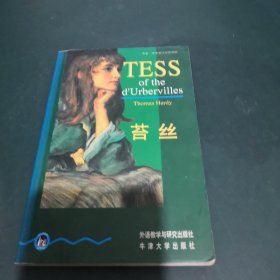 TESS
of the
d'Urbervilles
Thomas Hardy
苔丝
外语教学与研究出版社
牛津大学出版社